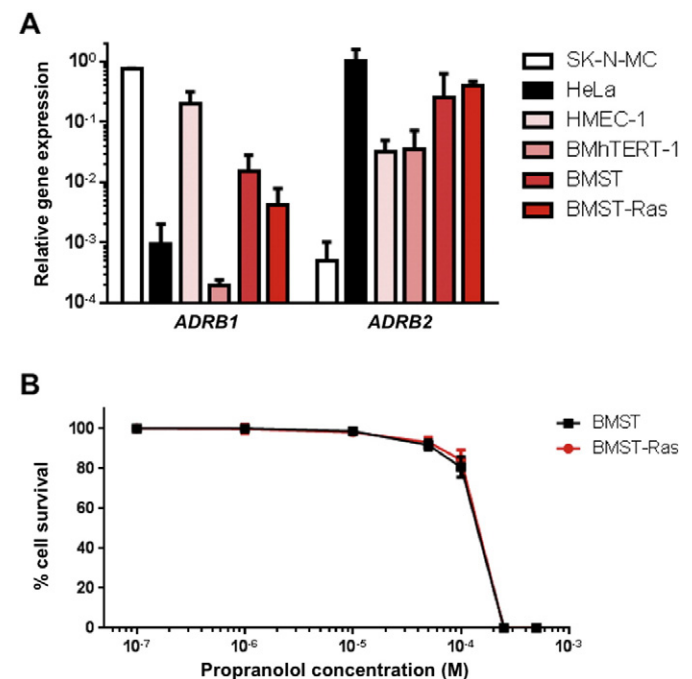 A
Relative gene expression
10⁰
10⁻¹
10⁻²
10⁻³
10⁻⁴
ADRB1 ADRB2
SK-N-MC
HeLa
HMEC-1
BMhTERT-1
BMST
BMST-Ras
B
% cell survival
100
80
60
40
20
0
10⁻⁷ 10⁻⁶ 10⁻⁵ 10⁻⁴ 10⁻³
Propranolol concentration (M)
BMST
BMST-Ras